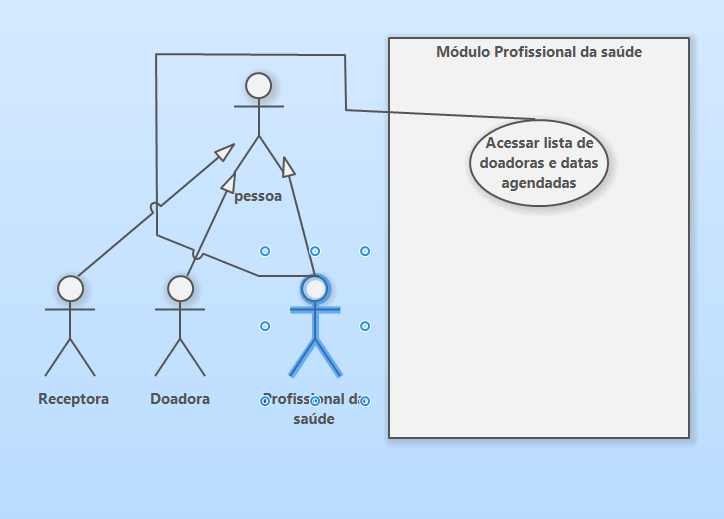 Módulo Profissional da saúde
Acessar lista de
doadoras e datas
agendadas
pessoa
Receptora
Doadora
Profissional da
saúde